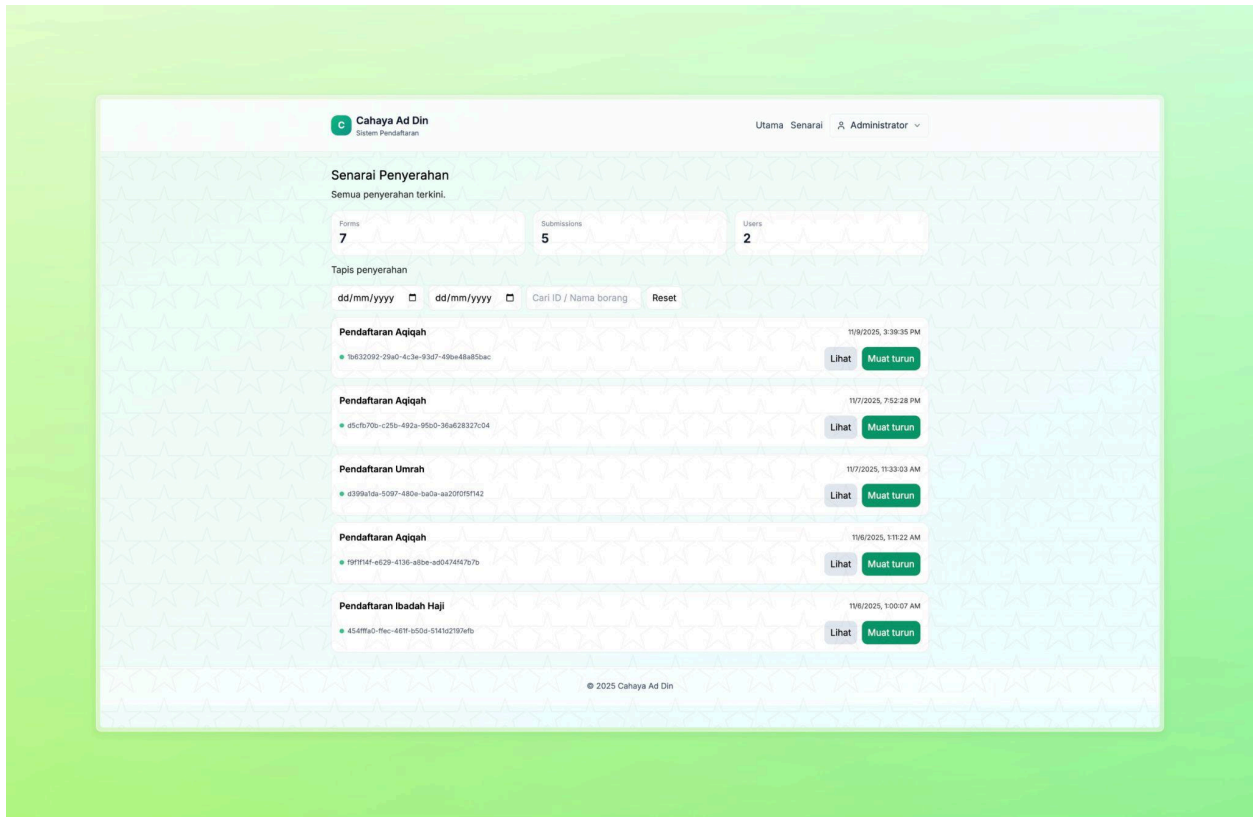 C
Cahaya Ad Din
Sistem Pendaftaran
Utama Senarai Administrator
Senarai Penyerahan
Semua penyerahan terkini.
Forms
7
Submissions
5
Users
2
Tapis penyerahan
dd/mm/yyyy dd/mm/yyyy Cari ID / Nama borang Reset
Pendaftaran Aqiqah 11/9/2025, 3:39:35 PM
1b632092-29a0-4c3e-93d7-49be48a85bac Lihat Muat turun
Pendaftaran Aqiqah 11/7/2025, 7:52:28 PM
d5cfb70b-c25b-492a-95b0-36a628327c04 Lihat Muat turun
Pendaftaran Umrah 11/7/2025, 11:33:03 AM
d399a1da-5097-480e-ba0a-aa20f0f5f142 Lihat Muat turun
Pendaftaran Aqiqah 11/6/2025, 1:11:22 AM
f9f1f14f-e629-4136-a8be-ad0474f47b7b Lihat Muat turun
Pendaftaran Ibadah Haji 11/6/2025, 1:00:07 AM
454fffa0-ffec-461f-b50d-5141d2197efb Lihat Muat turun
© 2025 Cahaya Ad Din